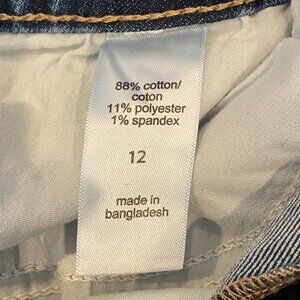 88% cotton/
coton
11% polyester
1% spandex
12
made in
bangladesh